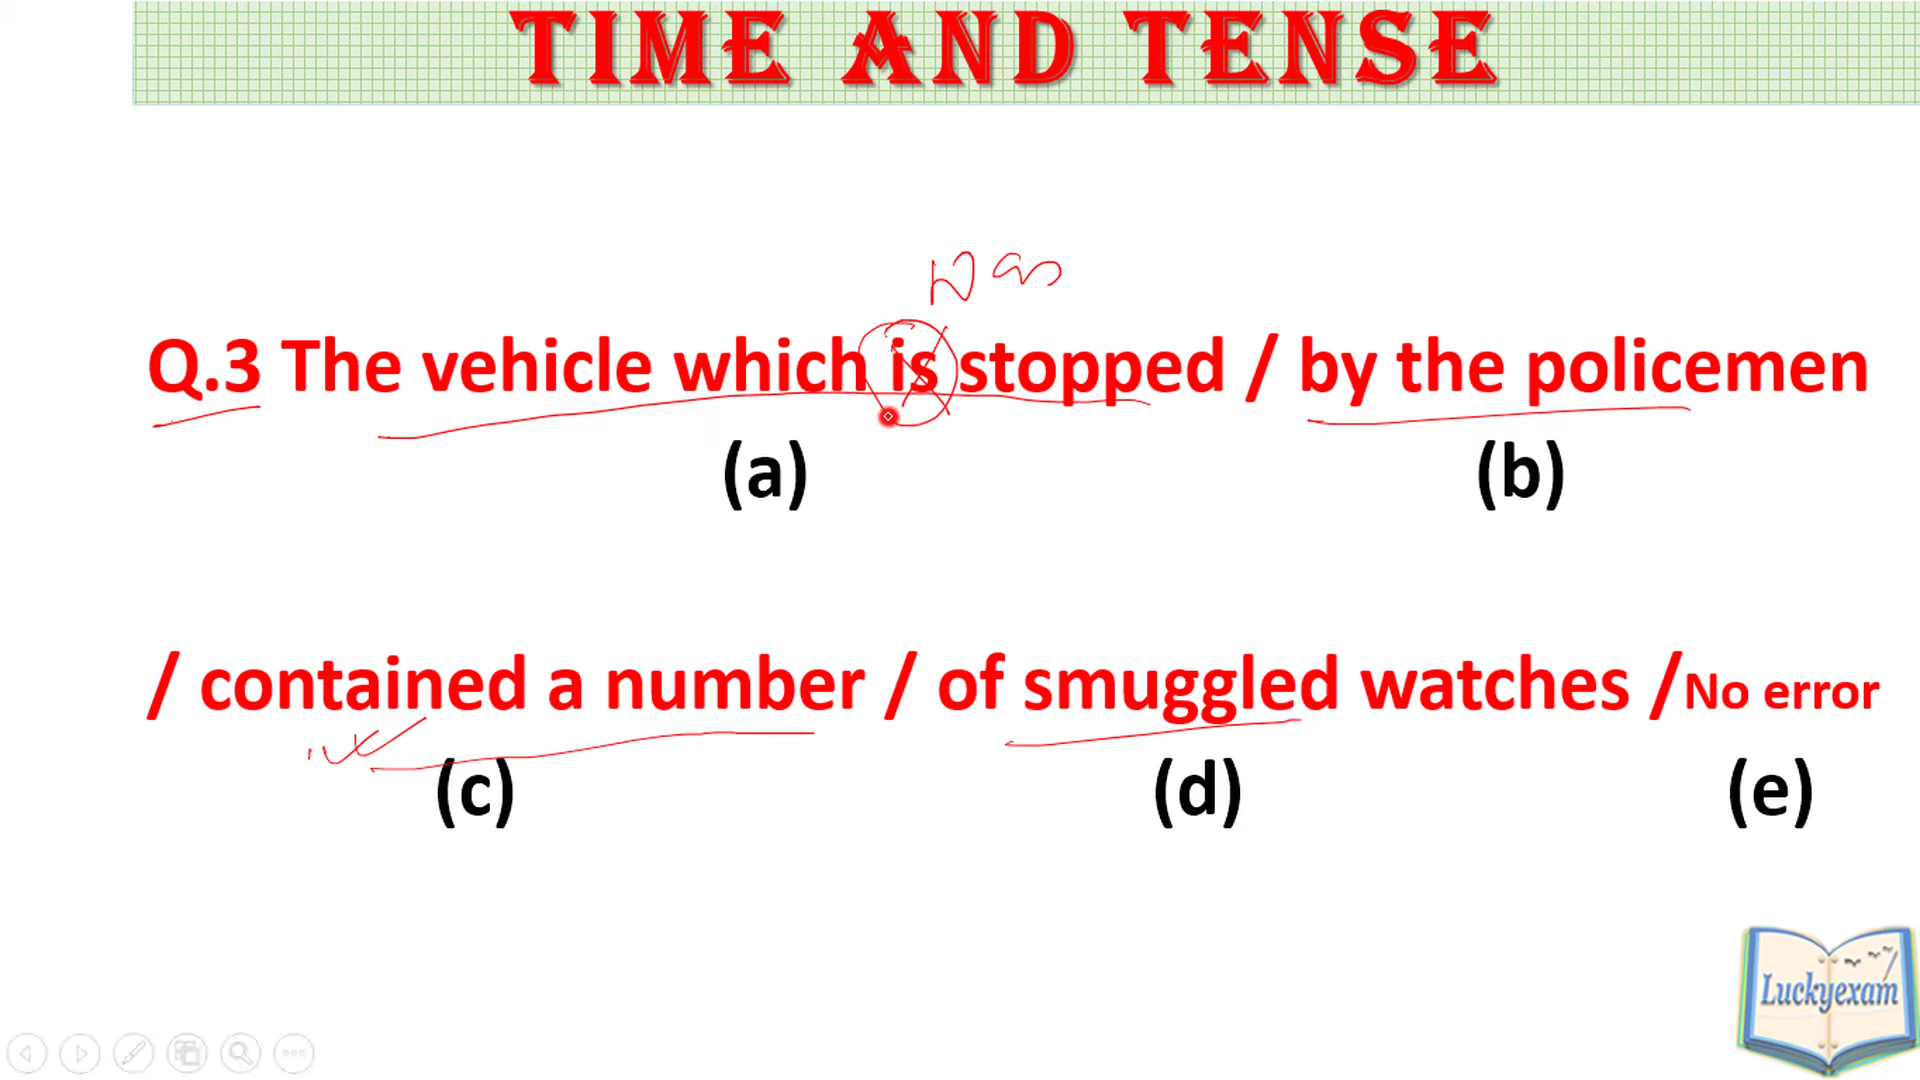 TIME AND TENSE
was
Q.3 The vehicle which is stopped / by the policemen
(a) (b)
/ contained a number / of smuggled watches /No error
(c) (d) (e)
Luckyexam